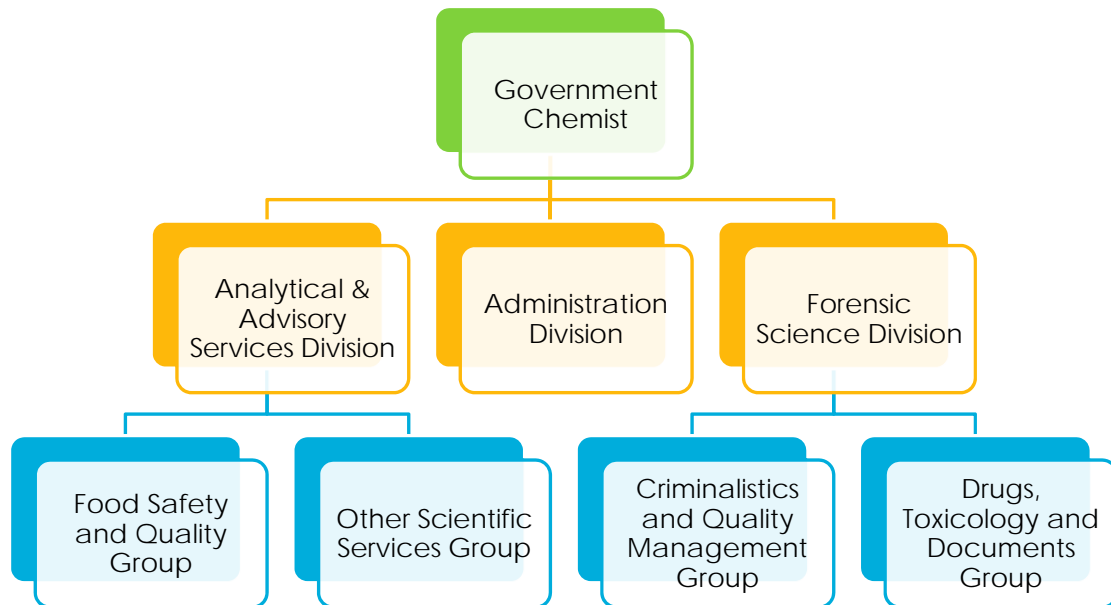 Government
Chemist
Analytical &
Advisory
Services Division
Administration
Division
Forensic
Science Division
Food Safety
and Quality
Group
Other Scientific
Services Group
Criminalistics
and Quality
Management
Group
Drugs,
Toxicology and
Documents
Group